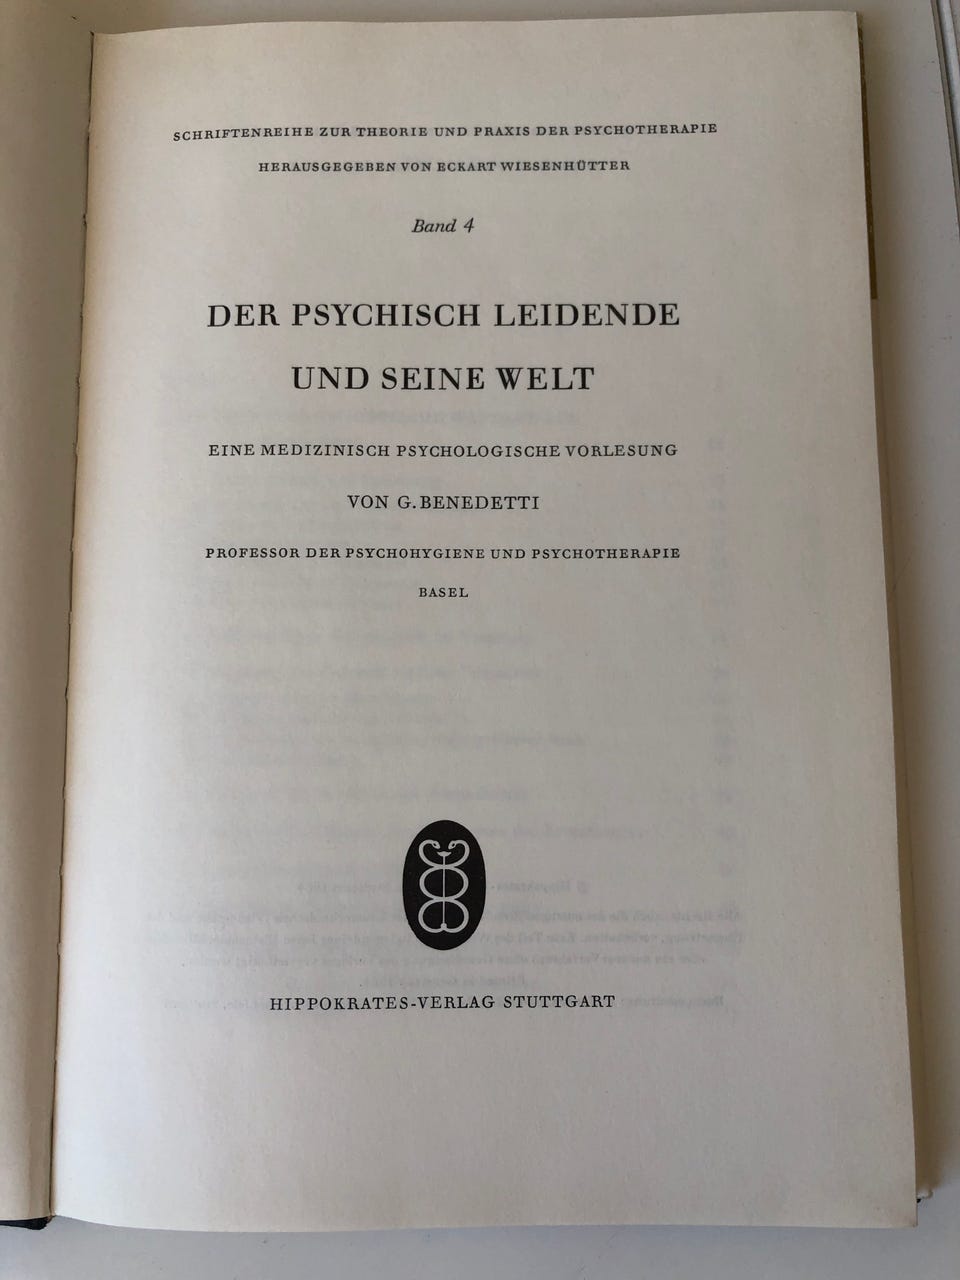 SCHRIFTENREIHE ZUR THEORIE UND PRAXIS DER PSYCHOTHERAPIE
HERAUSGEGEBEN VON ECKART WIESENHÜTTER
Band 4
DER PSYCHISCH LEIDENDE
UND SEINE WELT
EINE MEDIZINISCH PSYCHOLOGISCHE VORLESUNG
VON G. BENEDETTI
PROFESSOR DER PSYCHOHYGIENE UND PSYCHOTHERAPIE
BASEL
HIPPOKRATES-VERLAG STUTTGART